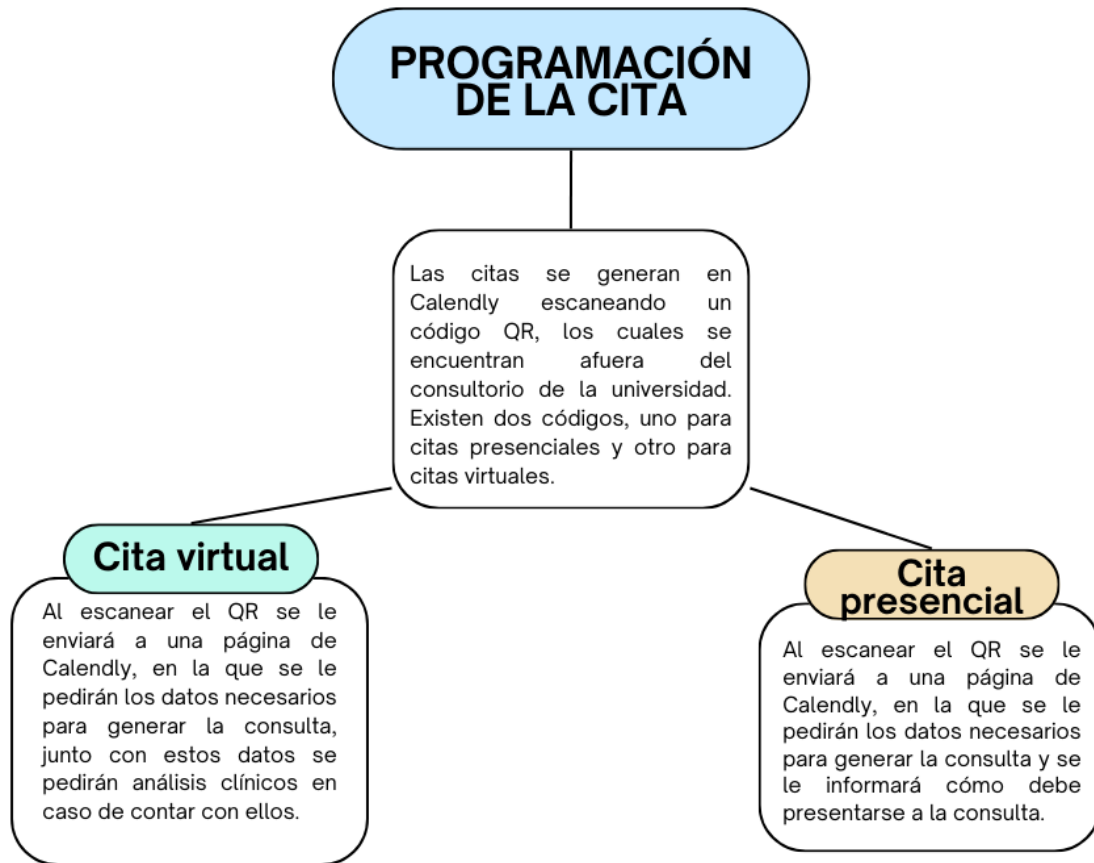 PROGRAMACIÓN
DE LA CITA
Las citas se generan en
Calendly escaneando un
código QR, los cuales se
encuentran afuera del
consultorio de la universidad.
Existen dos códigos, uno para
citas presenciales y otro para
citas virtuales.
Cita virtual
Al escanear el QR se le
enviará a una página de
Calendly, en la que se le
pedirán los datos necesarios
para generar la consulta,
junto con estos datos se
pedirán análisis clínicos en
caso de contar con ellos.
Cita
presencial
Al escanear el QR se le
enviará a una página de
Calendly, en la que se le
pedirán los datos necesarios
para generar la consulta y se
le informará cómo debe
presentarse a la consulta.